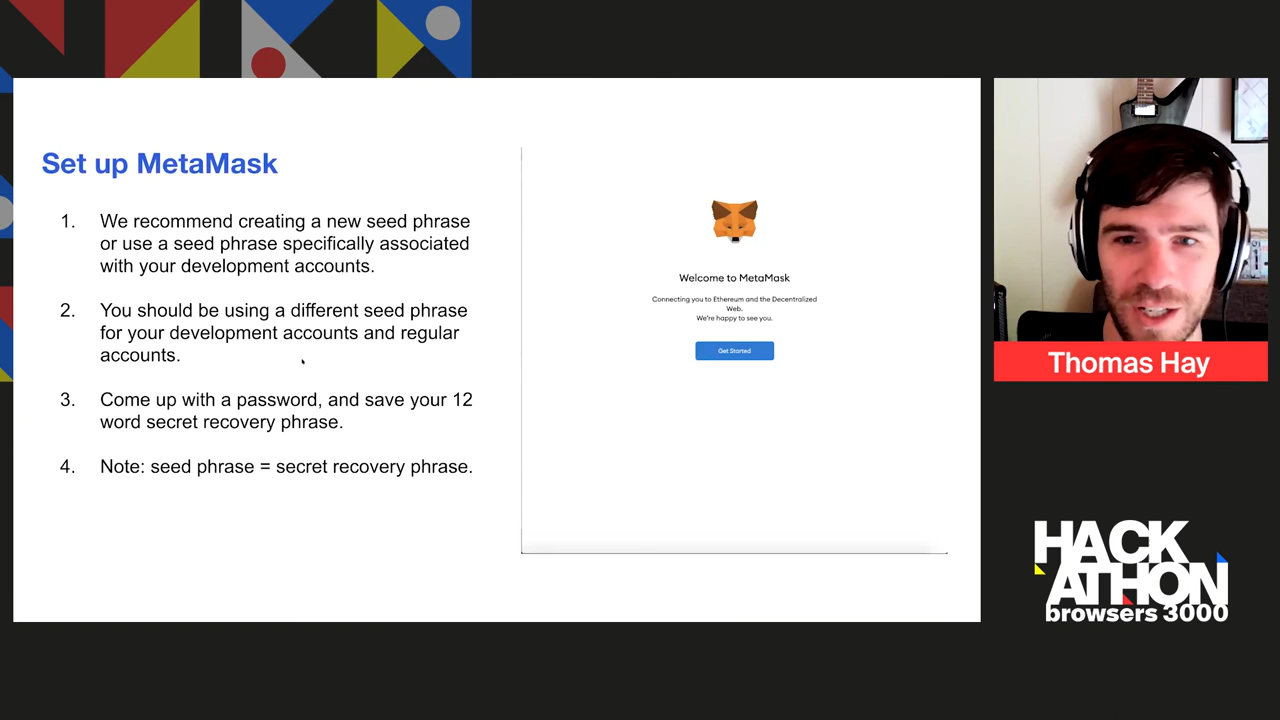 Set up MetaMask
1. We recommend creating a new seed phrase
or use a seed phrase specifically associated
with your development accounts.
2. You should be using a different seed phrase
for your development accounts and regular
accounts.
3. Come up with a password, and save your 12
word secret recovery phrase.
4. Note: seed phrase = secret recovery phrase.
Welcome to MetaMask
Connecting you to Ethereum and the Decentralized
Web.
We're happy to see you.
Get Started
Thomas Hay
HACK
ATHON
browsers 3000